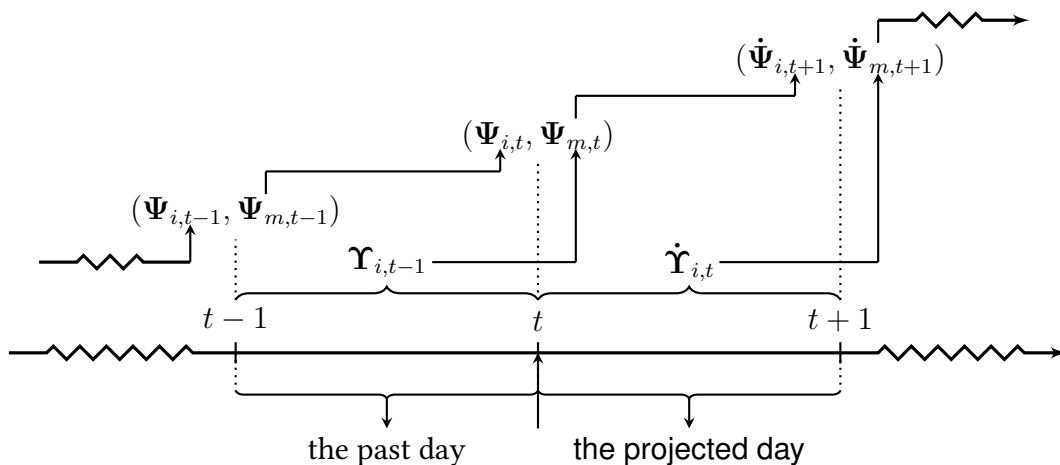 (Ψ̇_{i,t+1}, Ψ̇_{m,t+1})
(Ψ_{i,t}, Ψ_{m,t})
(Ψ_{i,t−1}, Ψ_{m,t−1})
ϒ_{i,t−1} ϒ̇_{i,t}
t − 1 t t + 1
the past day the projected day